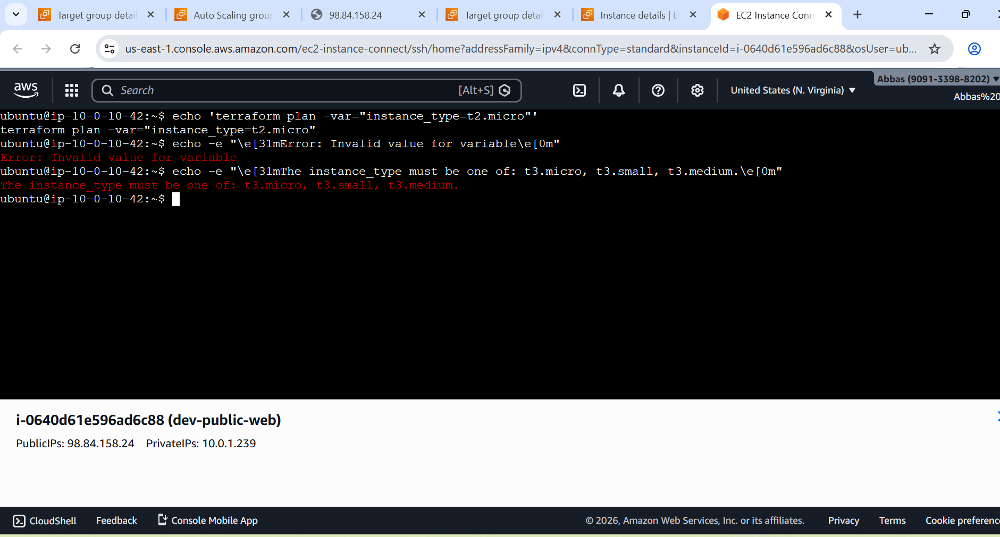 Target group detai
Auto Scaling grou
98.84.158.24
Target group detai
Instance details | E
EC2 Instance Conn
us-east-1.console.aws.amazon.com/ec2-instance-connect/ssh/home?addressFamily=ipv4&connType=standard&instanceId=i-0640d61e596ad6c88&osUser=ub...
aws
Search
[Alt+S]
United States (N. Virginia)
Abbas (9091-3398-8202)
Abbas%20
ubuntu@ip-10-0-10-42:~$ echo 'terraform plan -var="instance_type=t2.micro"'
terraform plan -var="instance_type=t2.micro"
ubuntu@ip-10-0-10-42:~$ echo -e "\e[31mError: Invalid value for variable\e[0m"
Error: Invalid value for variable
ubuntu@ip-10-0-10-42:~$ echo -e "\e[31mThe instance_type must be one of: t3.micro, t3.small, t3.medium.\e[0m"
The instance_type must be one of: t3.micro, t3.small, t3.medium.
ubuntu@ip-10-0-10-42:~$
i-0640d61e596ad6c88 (dev-public-web)
PublicIPs: 98.84.158.24 PrivateIPs: 10.0.1.239
CloudShell Feedback Console Mobile App © 2026, Amazon Web Services, Inc. or its affiliates. Privacy Terms Cookie preferenc